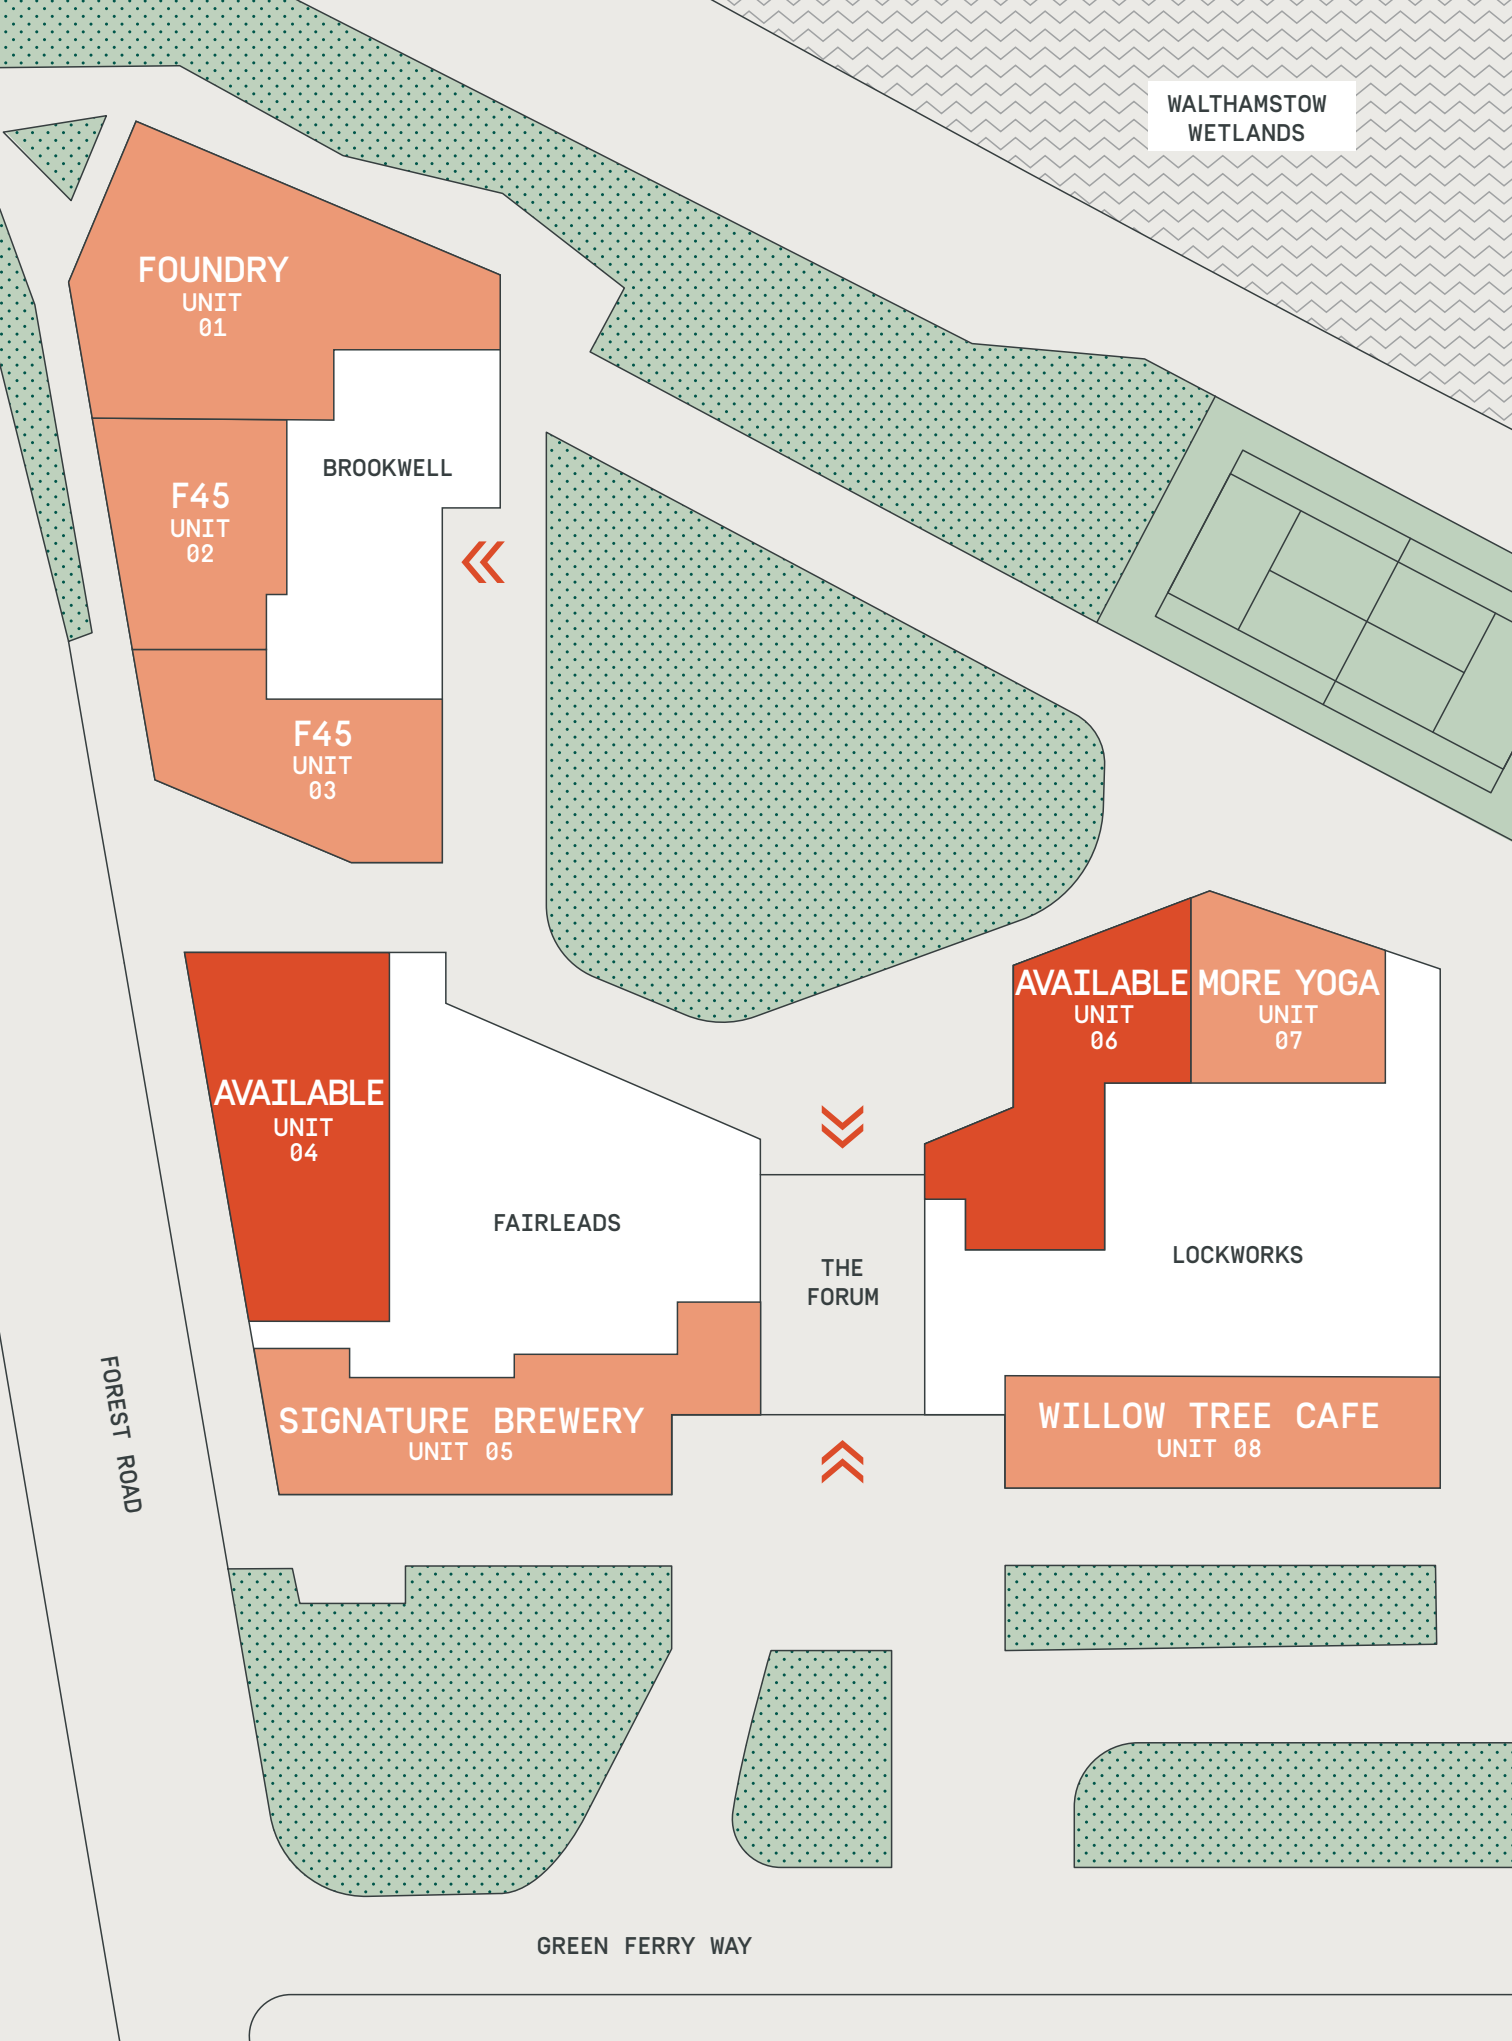 WALTHAMSTOW
WETLANDS
FOUNDRY
UNIT
01
BROOKWELL
F45
UNIT
02
F45
UNIT
03
AVAILABLE
UNIT
04
FAIRLEADS
AVAILABLE
UNIT
06
MORE YOGA
UNIT
07
THE
FORUM
LOCKWORKS
SIGNATURE BREWERY
UNIT 05
WILLOW TREE CAFE
UNIT 08
FOREST ROAD
GREEN FERRY WAY